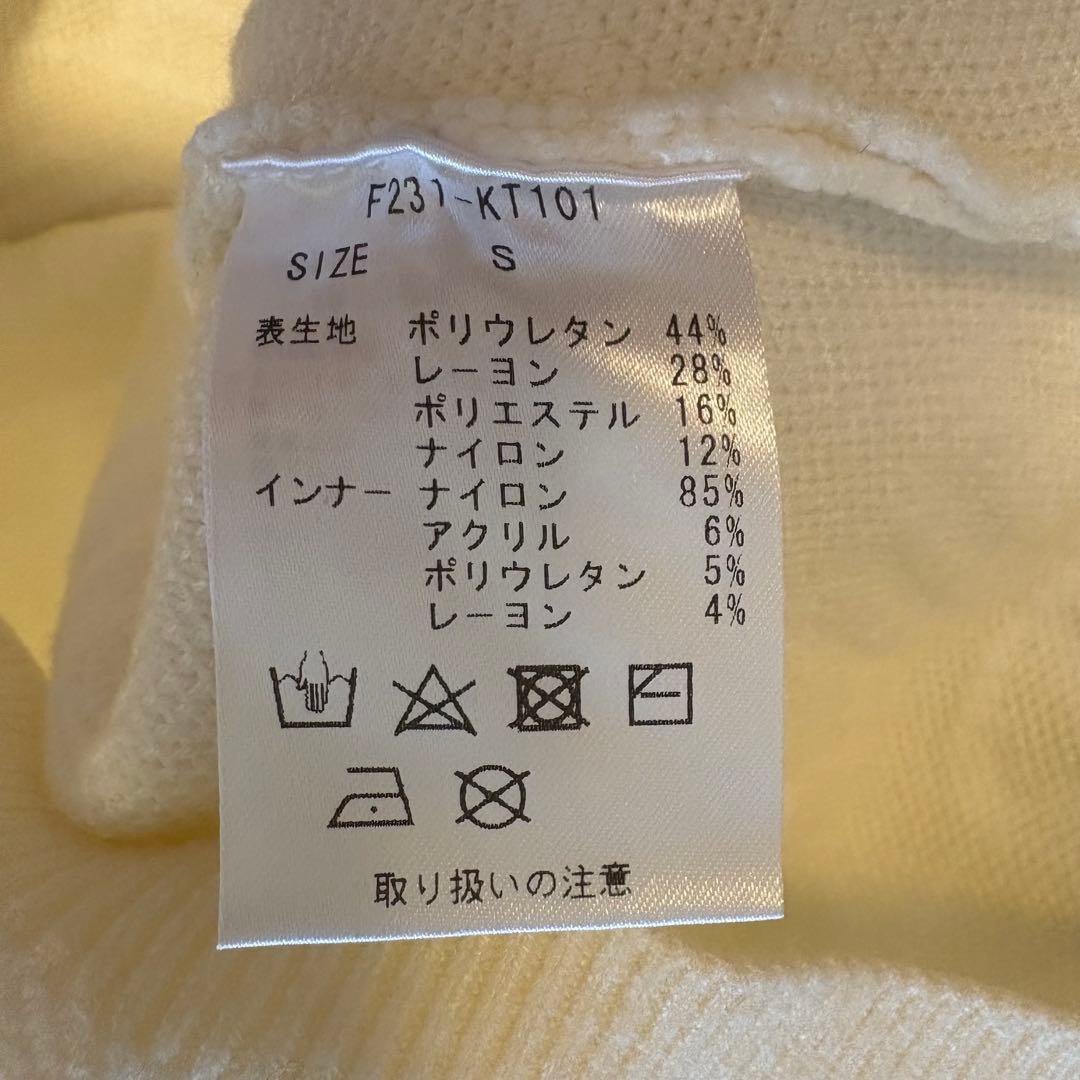 F231-KT101
SIZE S
表生地 ポリウレタン 44%
レーヨン 28%
ポリエステル 16%
ナイロン 12%
インナー ナイロン 85%
アクリル 6%
ポリウレタン 5%
レーヨン 4%
取り扱いの注意